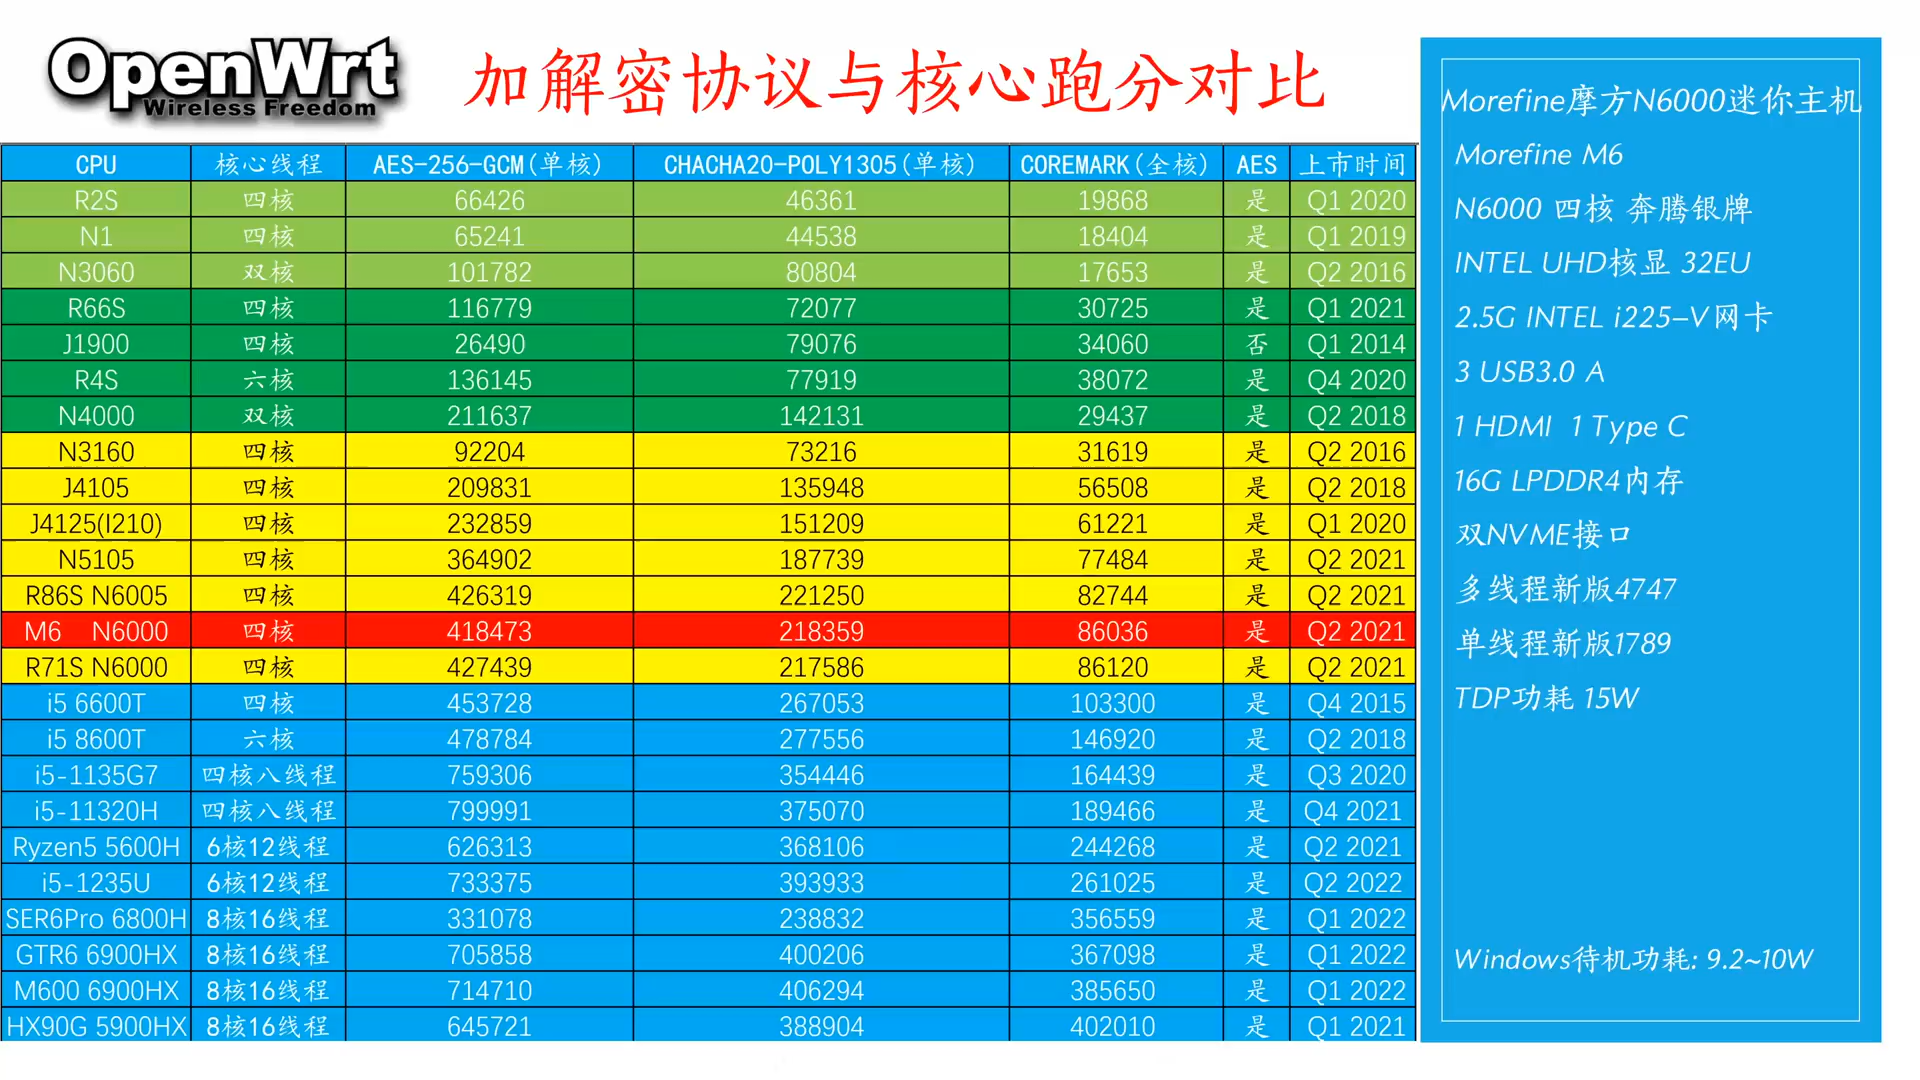 OpenWrt
Wireless Freedom
加解密协议与核心跑分对比
CPU 核心线程 AES-256-GCM(单核) CHACHA20-POLY1305(单核) COREMARK(全核) AES 上市时间
R2S 四核 66426 46361 19868 是 Q1 2020
N1 四核 65241 44538 18404 是 Q1 2019
N3060 双核 101782 80804 17653 是 Q2 2016
R66S 四核 116779 72077 30725 是 Q1 2021
J1900 四核 26490 79076 34060 否 Q1 2014
R4S 六核 136145 77919 38072 是 Q4 2020
N4000 双核 211637 142131 29437 是 Q2 2018
N3160 四核 92204 73216 31619 是 Q2 2016
J4105 四核 209831 135948 56508 是 Q2 2018
J4125(I210) 四核 232859 151209 61221 是 Q1 2020
N5105 四核 364902 187739 77484 是 Q2 2021
R86S N6005 四核 426319 221250 82744 是 Q2 2021
M6 N6000 四核 418473 218359 86036 是 Q2 2021
R71S N6000 四核 427439 217586 86120 是 Q2 2021
i5 6600T 四核 453728 267053 103300 是 Q4 2015
i5 8600T 六核 478784 277556 146920 是 Q2 2018
i5-1135G7 四核八线程 759306 354446 164439 是 Q3 2020
i5-11320H 四核八线程 799991 375070 189466 是 Q4 2021
Ryzen5 5600H 6核12线程 626313 368106 244268 是 Q2 2021
i5-1235U 6核12线程 733375 393933 261025 是 Q2 2022
SER6Pro 6800H 8核16线程 331078 238832 356559 是 Q1 2022
GTR6 6900HX 8核16线程 705858 400206 367098 是 Q1 2022
M600 6900HX 8核16线程 714710 406294 385650 是 Q1 2022
HX90G 5900HX 8核16线程 645721 388904 402010 是 Q1 2021
Morefine摩方N6000迷你主机
Morefine M6
N6000 四核 奔腾银牌
INTEL UHD核显 32EU
2.5G INTEL i225-V网卡
3 USB3.0 A
1 HDMI 1 Type C
16G LPDDR4内存
双NVME接口
多线程新版4747
单线程新版1789
TDP功耗 15W
Windows待机功耗: 9.2~10W